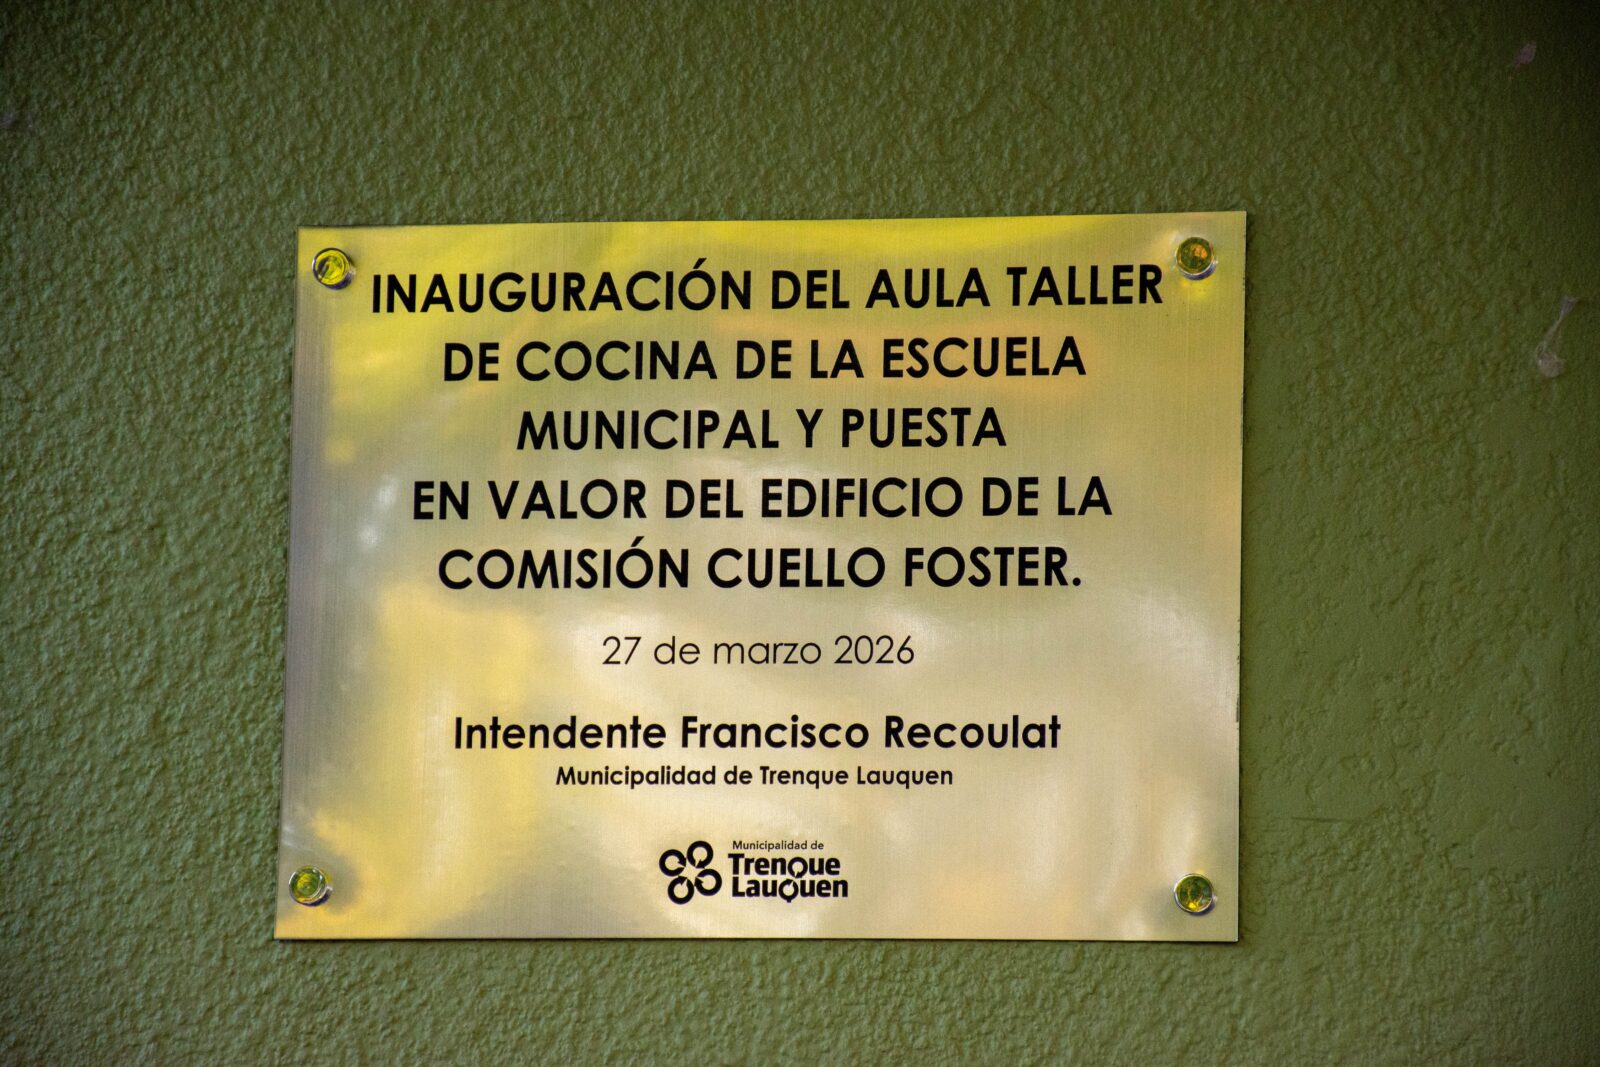 INAUGURACIÓN DEL AULA TALLER
DE COCINA DE LA ESCUELA
MUNICIPAL Y PUESTA
EN VALOR DEL EDIFICIO DE LA
COMISIÓN CUELLO FOSTER.
27 de marzo 2026
Intendente Francisco Recoulat
Municipalidad de Trenque Lauquen
Municipalidad de
Trenque
Lauquen